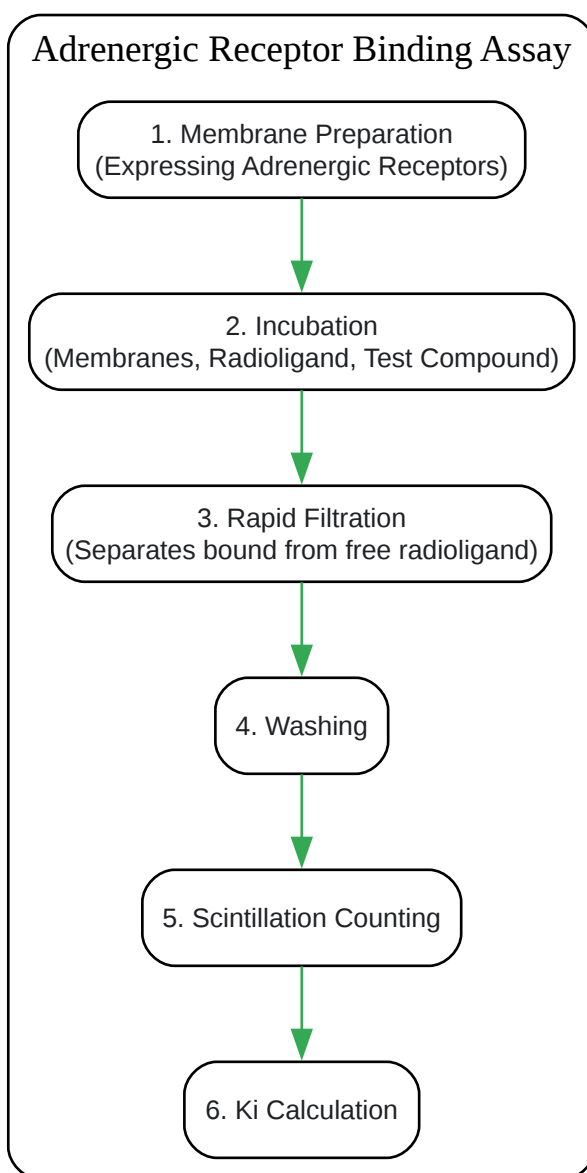 Adrenergic Receptor Binding Assay
1. Membrane Preparation
(Expressing Adrenergic Receptors)
2. Incubation
(Membranes, Radioligand, Test Compound)
3. Rapid Filtration
(Separates bound from free radioligand)
4. Washing
5. Scintillation Counting
6. Ki Calculation